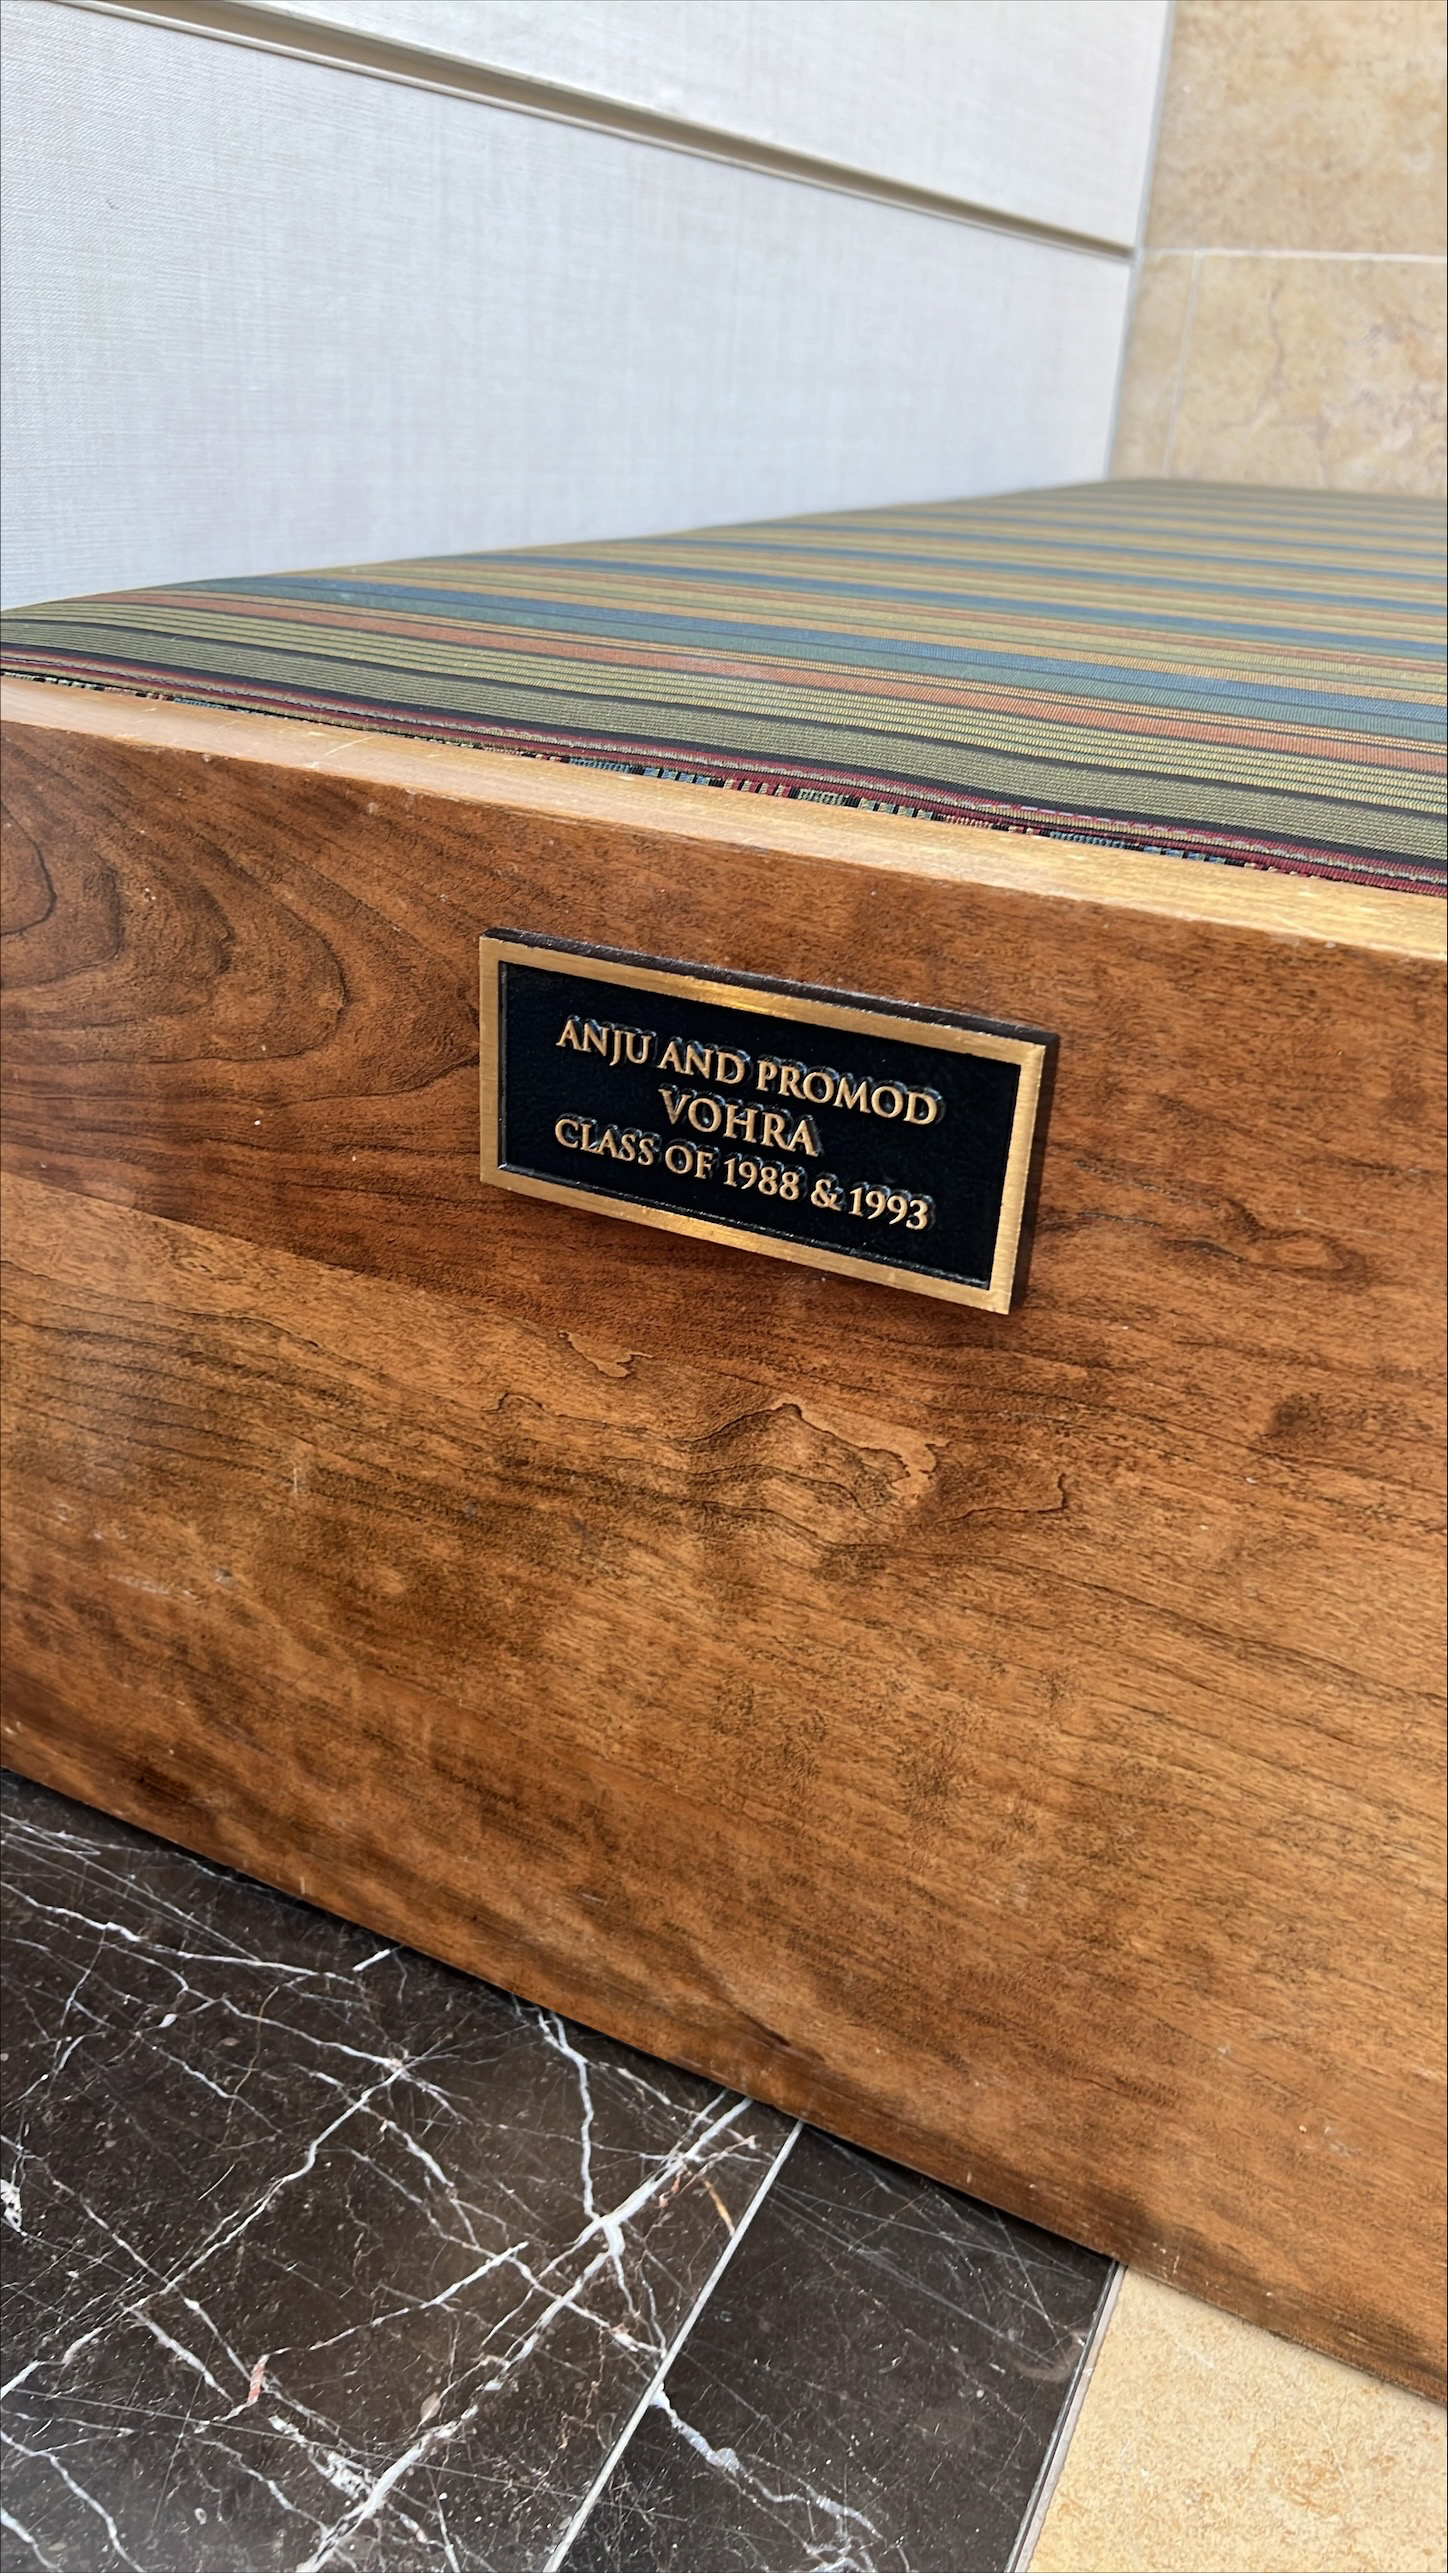 ANJU AND PROMOD
VOHRA
CLASS OF 1988 & 1993